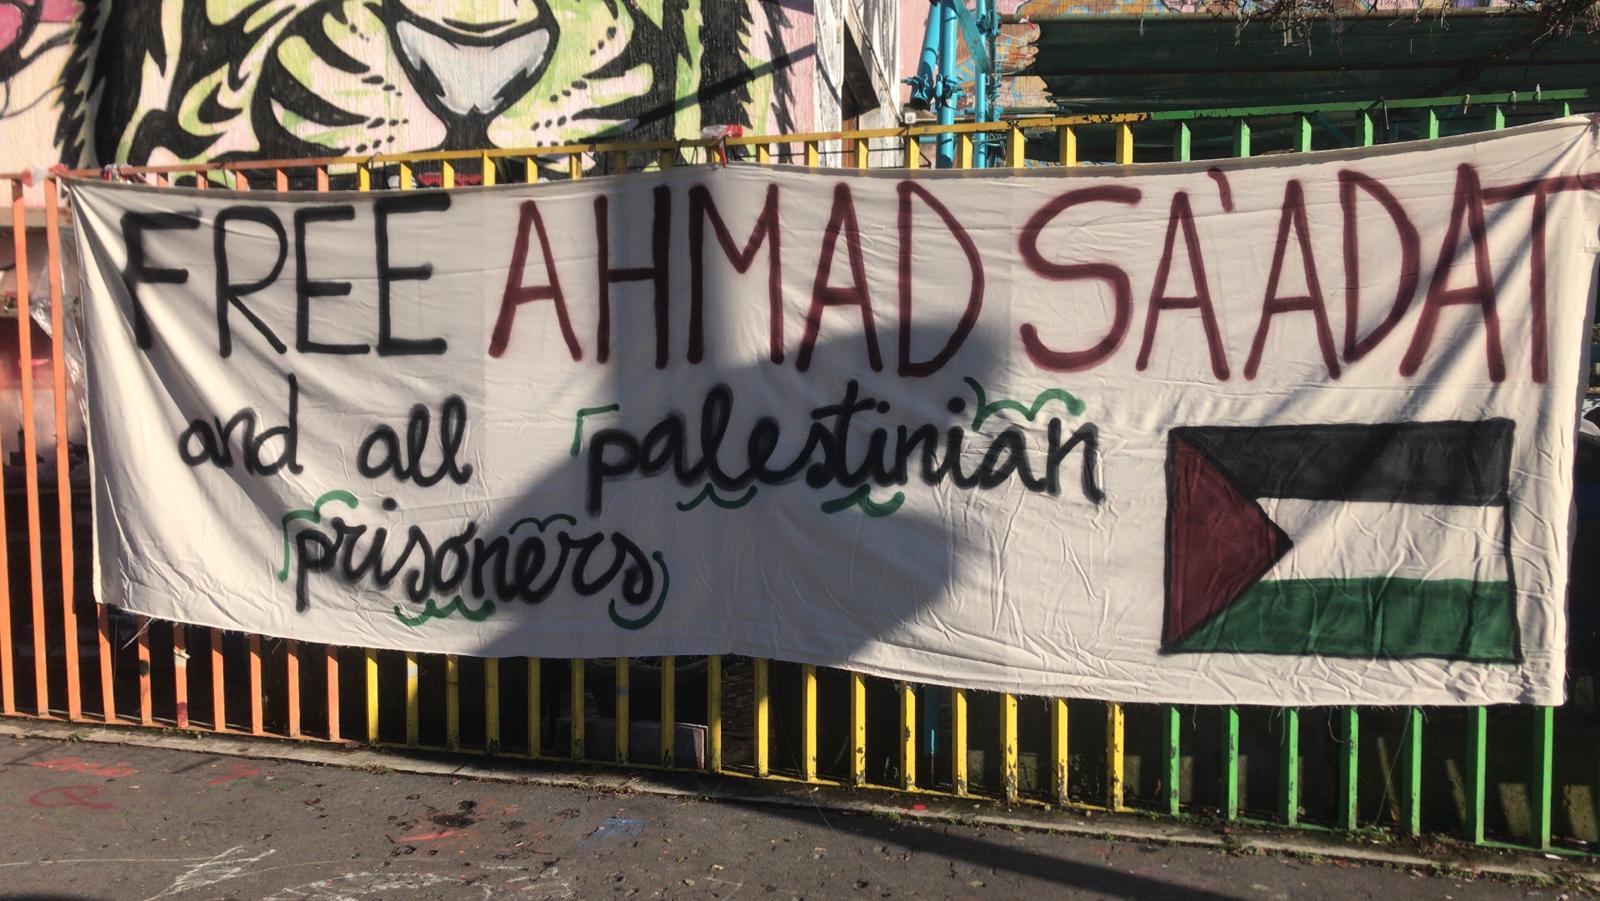 FREE AHMAD SA'ADAT
and all palestinian
prisoners